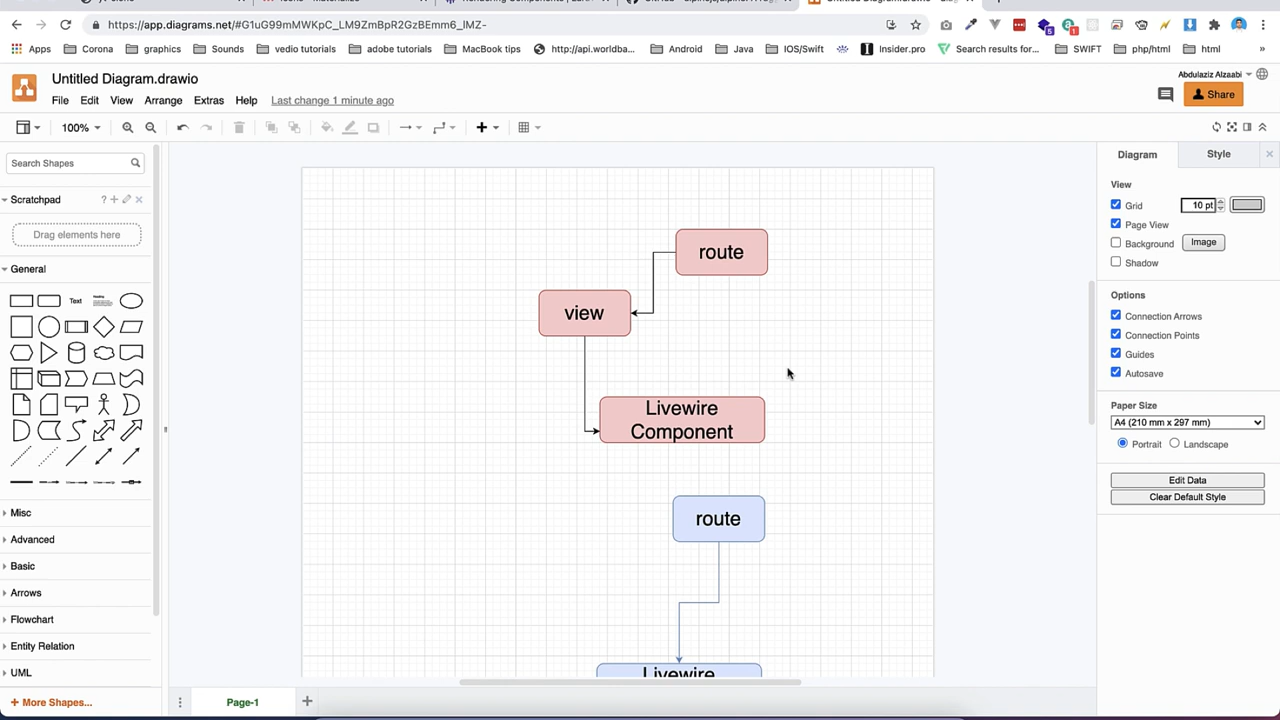 https://app.diagrams.net/#G1uG99mMWKpC_LM9ZmBpR2GzBEmm6_IMZ-
Apps
Corona
graphics
Sounds
vedio tutorials
adobe tutorials
MacBook tips
http://api.worldba...
Android
Java
IOS/Swift
Insider.pro
Search results for...
SWIFT
php/html
html
»
Untitled Diagram.drawio
Abdulaziz Alzaabi
File
Edit
View
Arrange
Extras
Help
Last change 1 minute ago
Share
100%
Search Shapes
Scratchpad
Drag elements here
General
Text
Heading
Misc
Advanced
Basic
Arrows
Flowchart
Entity Relation
UML
+ More Shapes...
route
view
Livewire
Component
route
Livewire
Page-1
Diagram
Style
View
Grid
10 pt
Page View
Background
Image
Shadow
Options
Connection Arrows
Connection Points
Guides
Autosave
Paper Size
A4 (210 mm x 297 mm)
Portrait
Landscape
Edit Data
Clear Default Style